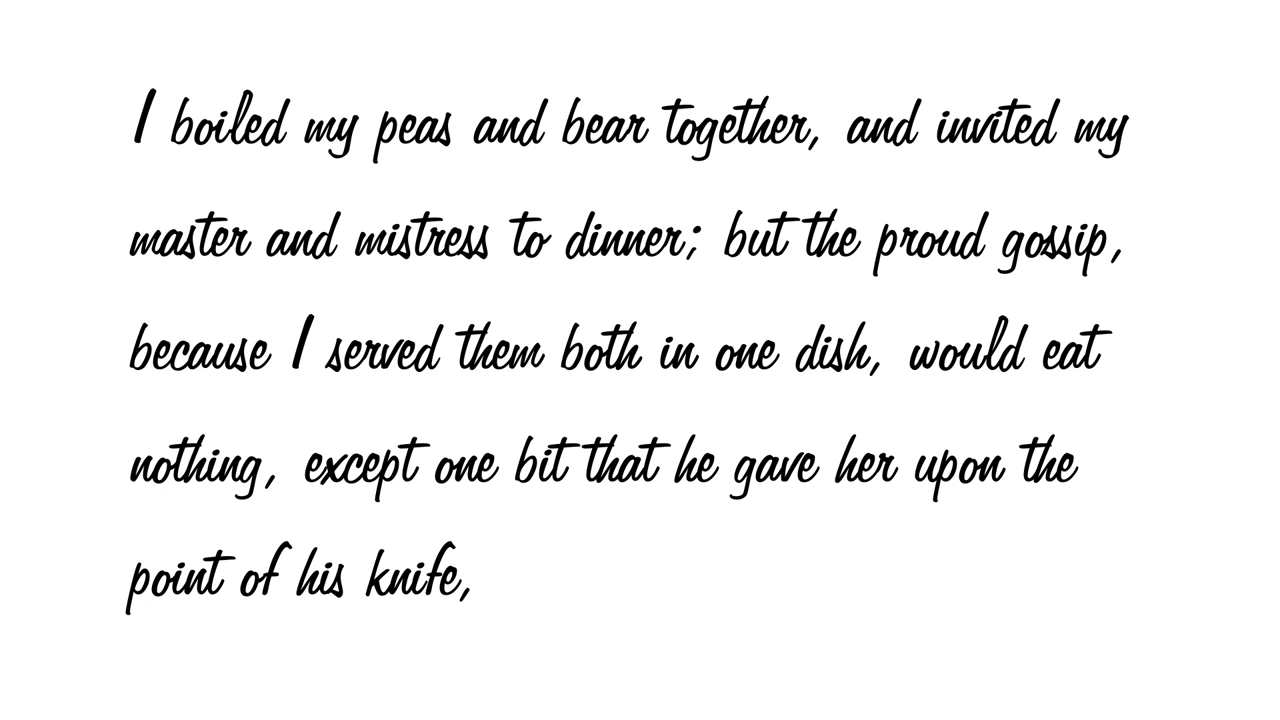 I boiled my peas and bear together, and invited my
master and mistress to dinner; but the proud gossip,
because I served them both in one dish, would eat
nothing, except one bit that he gave her upon the
point of his knife,